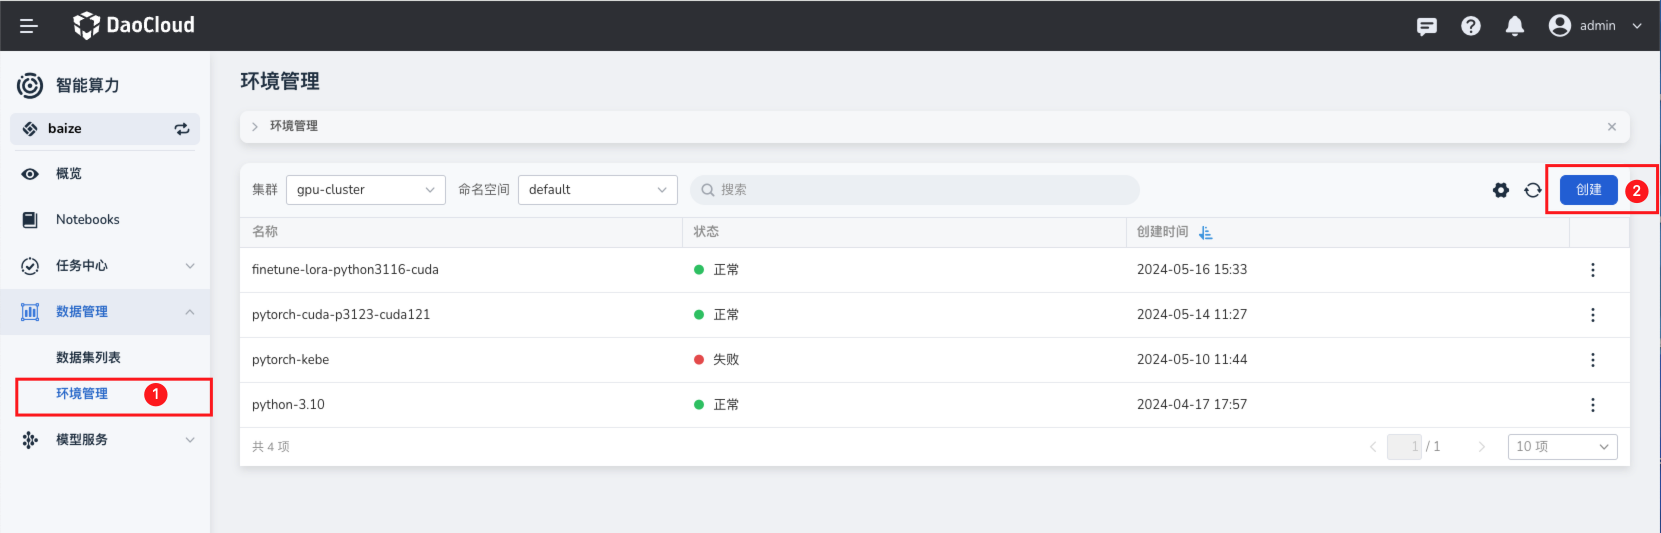 DaoCloud
admin
智能算力
baize
概览
Notebooks
任务中心
数据管理
数据集列表
环境管理 1
模型服务
环境管理
环境管理
集群 gpu-cluster 命名空间 default 搜索 创建 2
名称 状态 创建时间
finetune-lora-python3116-cuda 正常 2024-05-16 15:33
pytorch-cuda-p3123-cuda121 正常 2024-05-14 11:27
pytorch-kebe 失败 2024-05-10 11:44
python-3.10 正常 2024-04-17 17:57
共 4 项 1 / 1 10 项